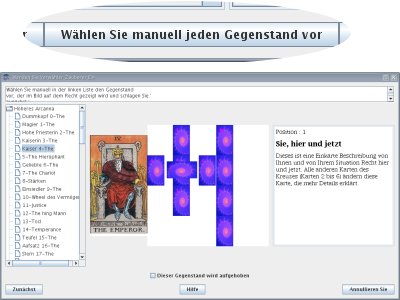 Wählen Sie manuell jeden Gegenstand vor
Wählen Sie manuell in der linken Liste den Gegenstand
vor, der im Bild auf dem Recht gezeigt wird und schlagen Sie '
Höheres Arcanna
Dummkopf 0-The
Magier 1-The
Hohe Priesterin 2-The
Kaiserin 3-The
Kaiser 4-The
5-The Hierophant
Geliebte 6-The
7-The Chariot
8-Stärken
Einsiedler 9-The
10-Wheel des Vermögen
11-Justice
12-The hing Mann
13-Tod
14-Temperance
Teufel 15-The
Aufsatz 16-The
Stern 17-The
IV
THE EMPEROR.
Position : 1
Sie, hier und jetzt
Dieses ist eine Einkarte Beschreibung von
Ihnen und von Ihrem Situation Recht hier
und jetzt. Alle anderen Karten des
Kreuzes (Karten 2 bis 6) ändern diese
Karte, die mehr Details erklärt
Dieser Gegenstand wird aufgehoben
Zunächst
Hilfe
Annullieren Sie